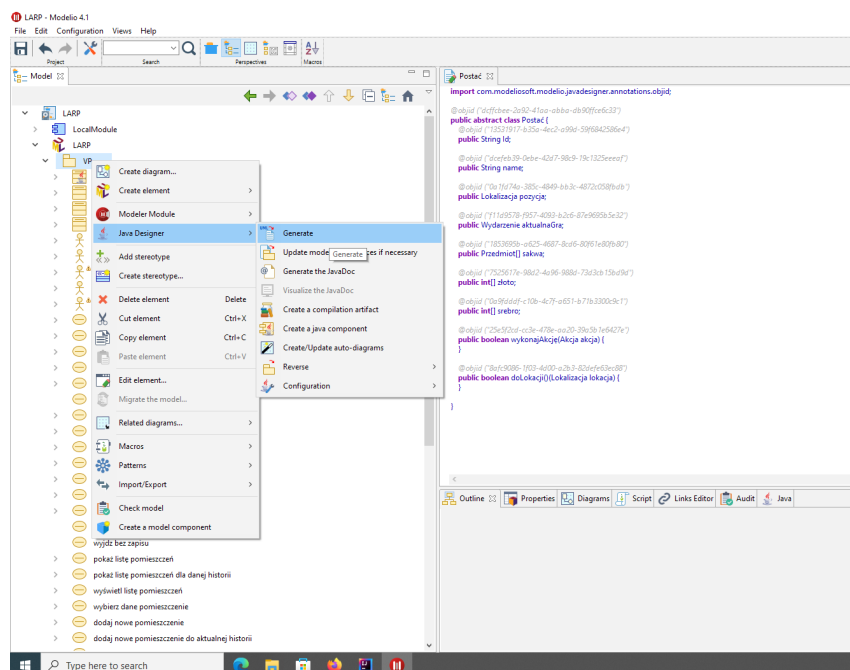 LARP - Modelio 4.1
File Edit Configuration Views Help
Project Search Perspectives Macros
Model
LARP
LocalModule
LARP
VP
Create diagram...
Create element
Modeler Module
Java Designer
Add stereotype
Create stereotype...
Delete element Delete
Cut element Ctrl+X
Copy element Ctrl+C
Paste element Ctrl+V
Edit element...
Migrate the model...
Related diagrams...
Macros
Patterns
Import/Export
Check model
Create a model component
Generate
Update mode es if necessary
Generate
Generate the JavaDoc
Visualize the JavaDoc
Create a compilation artifact
Create a java component
Create/Update auto-diagrams
Reverse
Configuration
wyjdź bez zapisu
pokaż listę pomieszczeń
pokaż listę pomieszczeń dla danej historii
wyświetl listę pomieszczeń
wybierz dane pomieszczenie
dodaj nowe pomieszczenie
dodaj nowe pomieszczenie do aktualnej historii
Postać
import com.modeliosoft.modelio.javadesigner.annotations.objid;
@objid ("dcffcbee-2a92-41aa-abba-db90ffce6c33")
public abstract class Postać {
@objid ("13531917-b35a-4ec2-a99d-59f6842586e4")
public String Id;
@objid ("dcefeb39-0ebe-42d7-98c9-19c1325eeeaf")
public String name;
@objid ("0a1fd74a-385c-4849-bb3c-4872c058fbdb")
public Lokalizacja pozycja;
@objid ("f11d9578-f957-4093-b2c6-87e9695b5e32")
public Wydarzenie aktualnaGra;
@objid ("1853695b-a625-4687-8cd6-80f61e80fb80")
public Przedmiot[] sakwa;
@objid ("7525617e-98d2-4a96-988d-73d3cb15bd9d")
public int[] złoto;
@objid ("0a9fddaf-c10b-4c7f-a651-b71b3300c9c1")
public int[] srebro;
@objid ("25e5f2cd-cc3e-478e-aa20-39a5b1e6427e")
public boolean wykonajAkcję(Akcja akcja) {
}
@objid ("8afc9086-1f03-4d00-a2b3-82defe63ec88")
public boolean doLokacji()(Lokalizacja lokacja) {
}
}
Outline Properties Diagrams Script Links Editor Audit Java
Type here to search